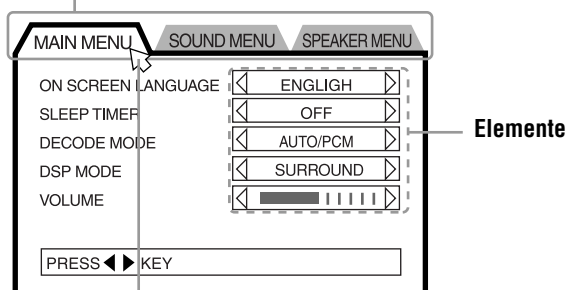 MAIN MENU SOUND MENU SPEAKER MENU
ON SCREEN LANGUAGE ENGLIGH
SLEEP TIMER OFF
DECODE MODE AUTO/PCM
DSP MODE SURROUND
VOLUME
PRESS ◀ ▶ KEY
Elemente